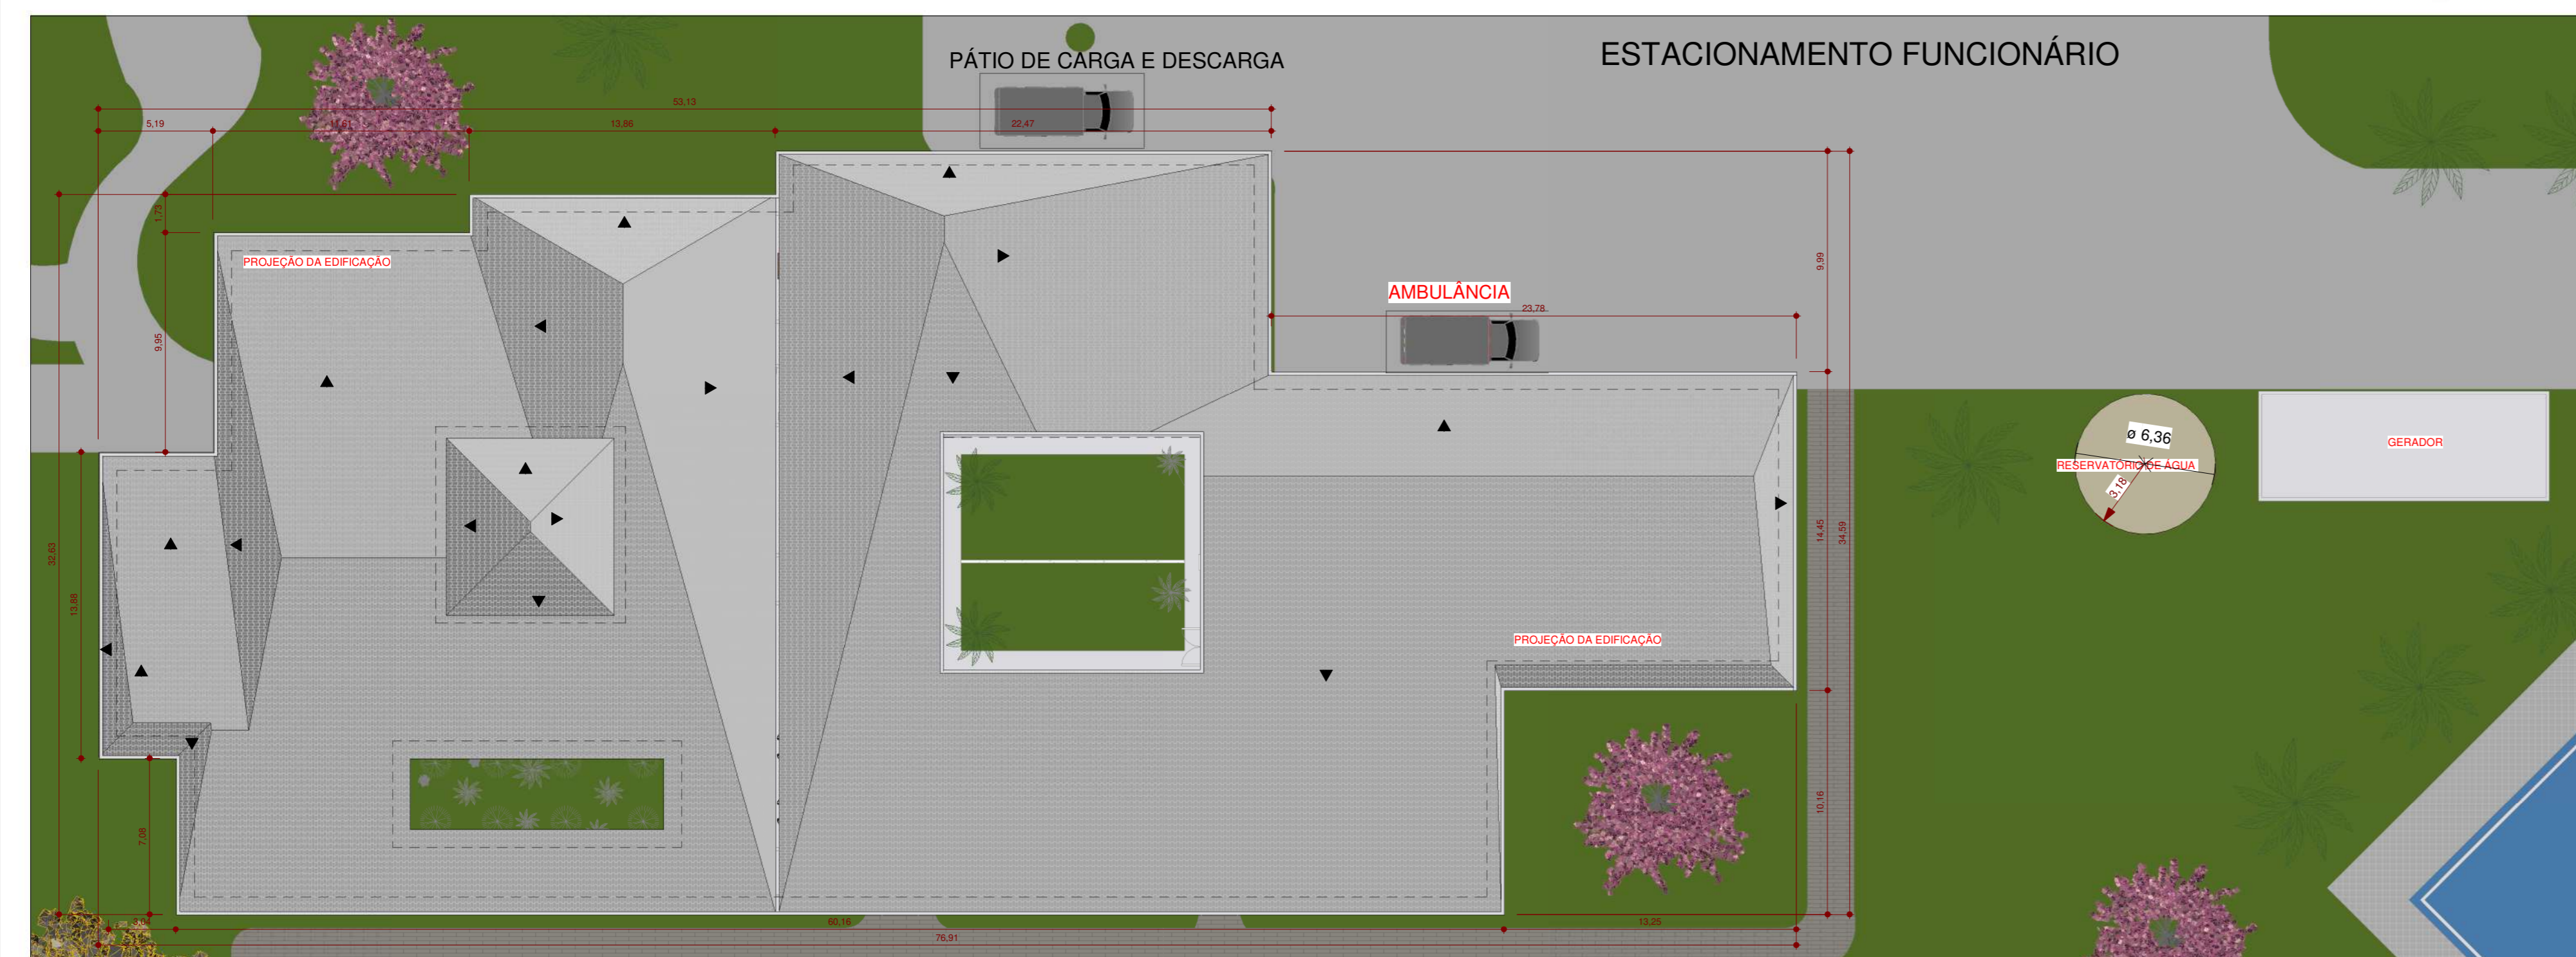 ESTACIONAMENTO FUNCIONÁRIO
PÁTIO DE CARGA E DESCARGA
53,13
5,19
11,61
13,86
22,47
1,73
PROJEÇÃO DA EDIFICAÇÃO
9,99
AMBULÂNCIA
23,78
9,95
ø 6,36
GERADOR
RESERVATÓRIO DE ÁGUA
3,18
14,45
34,59
32,63
13,88
PROJEÇÃO DA EDIFICAÇÃO
10,16
7,08
60,16
13,25
76,91